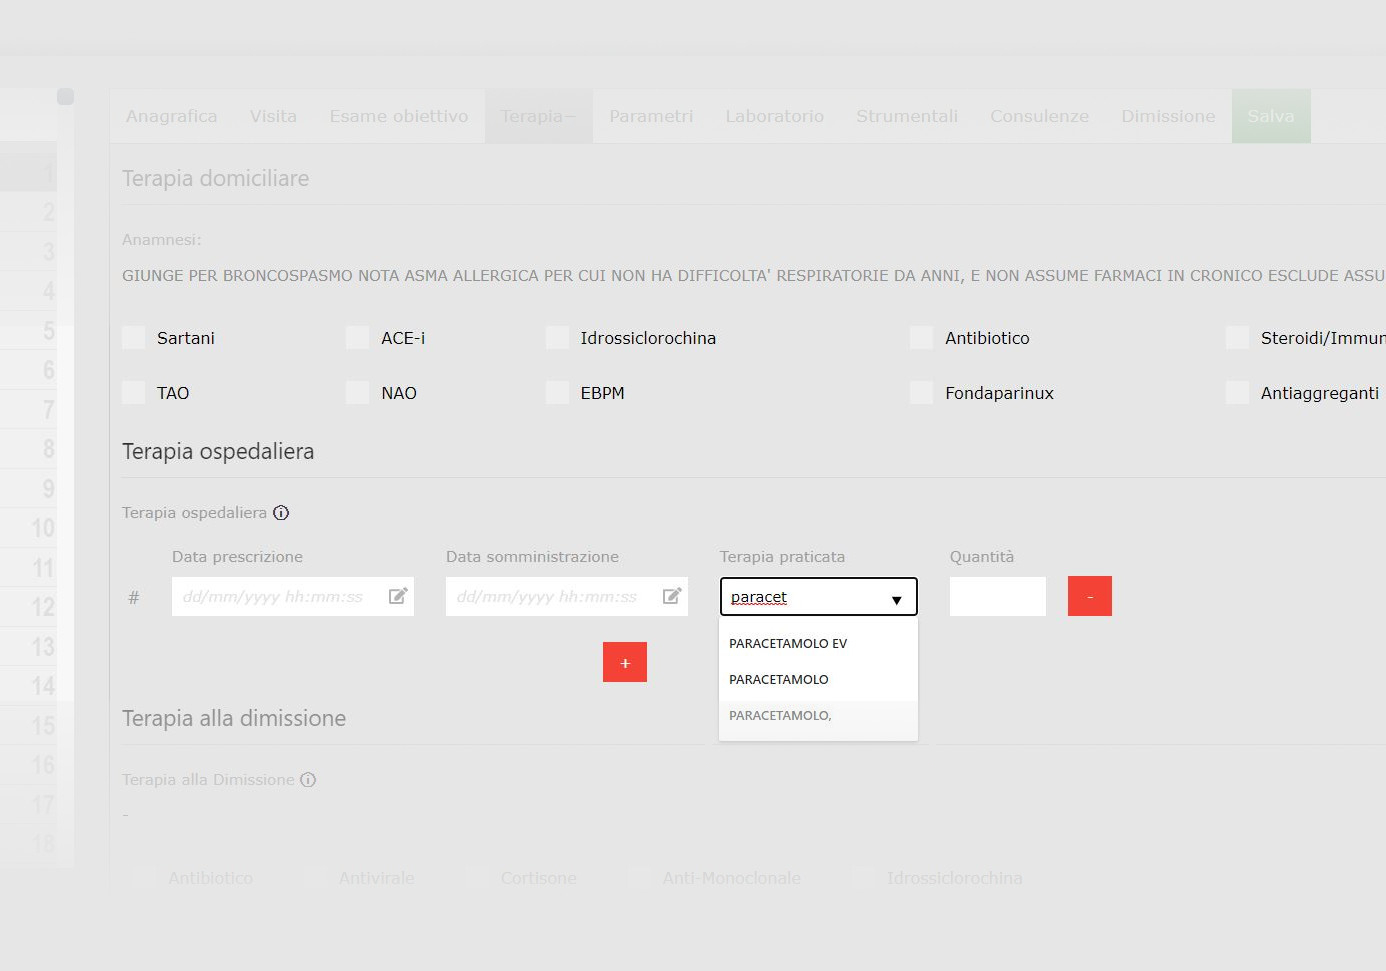 Anagrafica Visita Esame obiettivo Terapia— Parametri Laboratorio Strumentali Consulenze Dimissione Salva
1
2
3
4
5
6
7
8
9
10
11
12
13
14
15
16
17
18
Terapia domiciliare
Anamnesi:
GIUNGE PER BRONCOSPASMO NOTA ASMA ALLERGICA PER CUI NON HA DIFFICOLTA' RESPIRATORIE DA ANNI, E NON ASSUME FARMACI IN CRONICO ESCLUDE ASSU
Sartani ACE-i Idrossiclorochina Antibiotico Steroidi/Immun
TAO NAO EBPM Fondaparinux Antiaggreganti
Terapia ospedaliera
Terapia ospedaliera
Data prescrizione Data somministrazione Terapia praticata Quantità
# dd/mm/yyyy hh:mm:ss dd/mm/yyyy hh:mm:ss paracet -
PARACETAMOLO EV
+
PARACETAMOLO
PARACETAMOLO,
Terapia alla dimissione
Terapia alla Dimissione
-
Antibiotico Antivirale Cortisone Anti-Monoclonale Idrossiclorochina